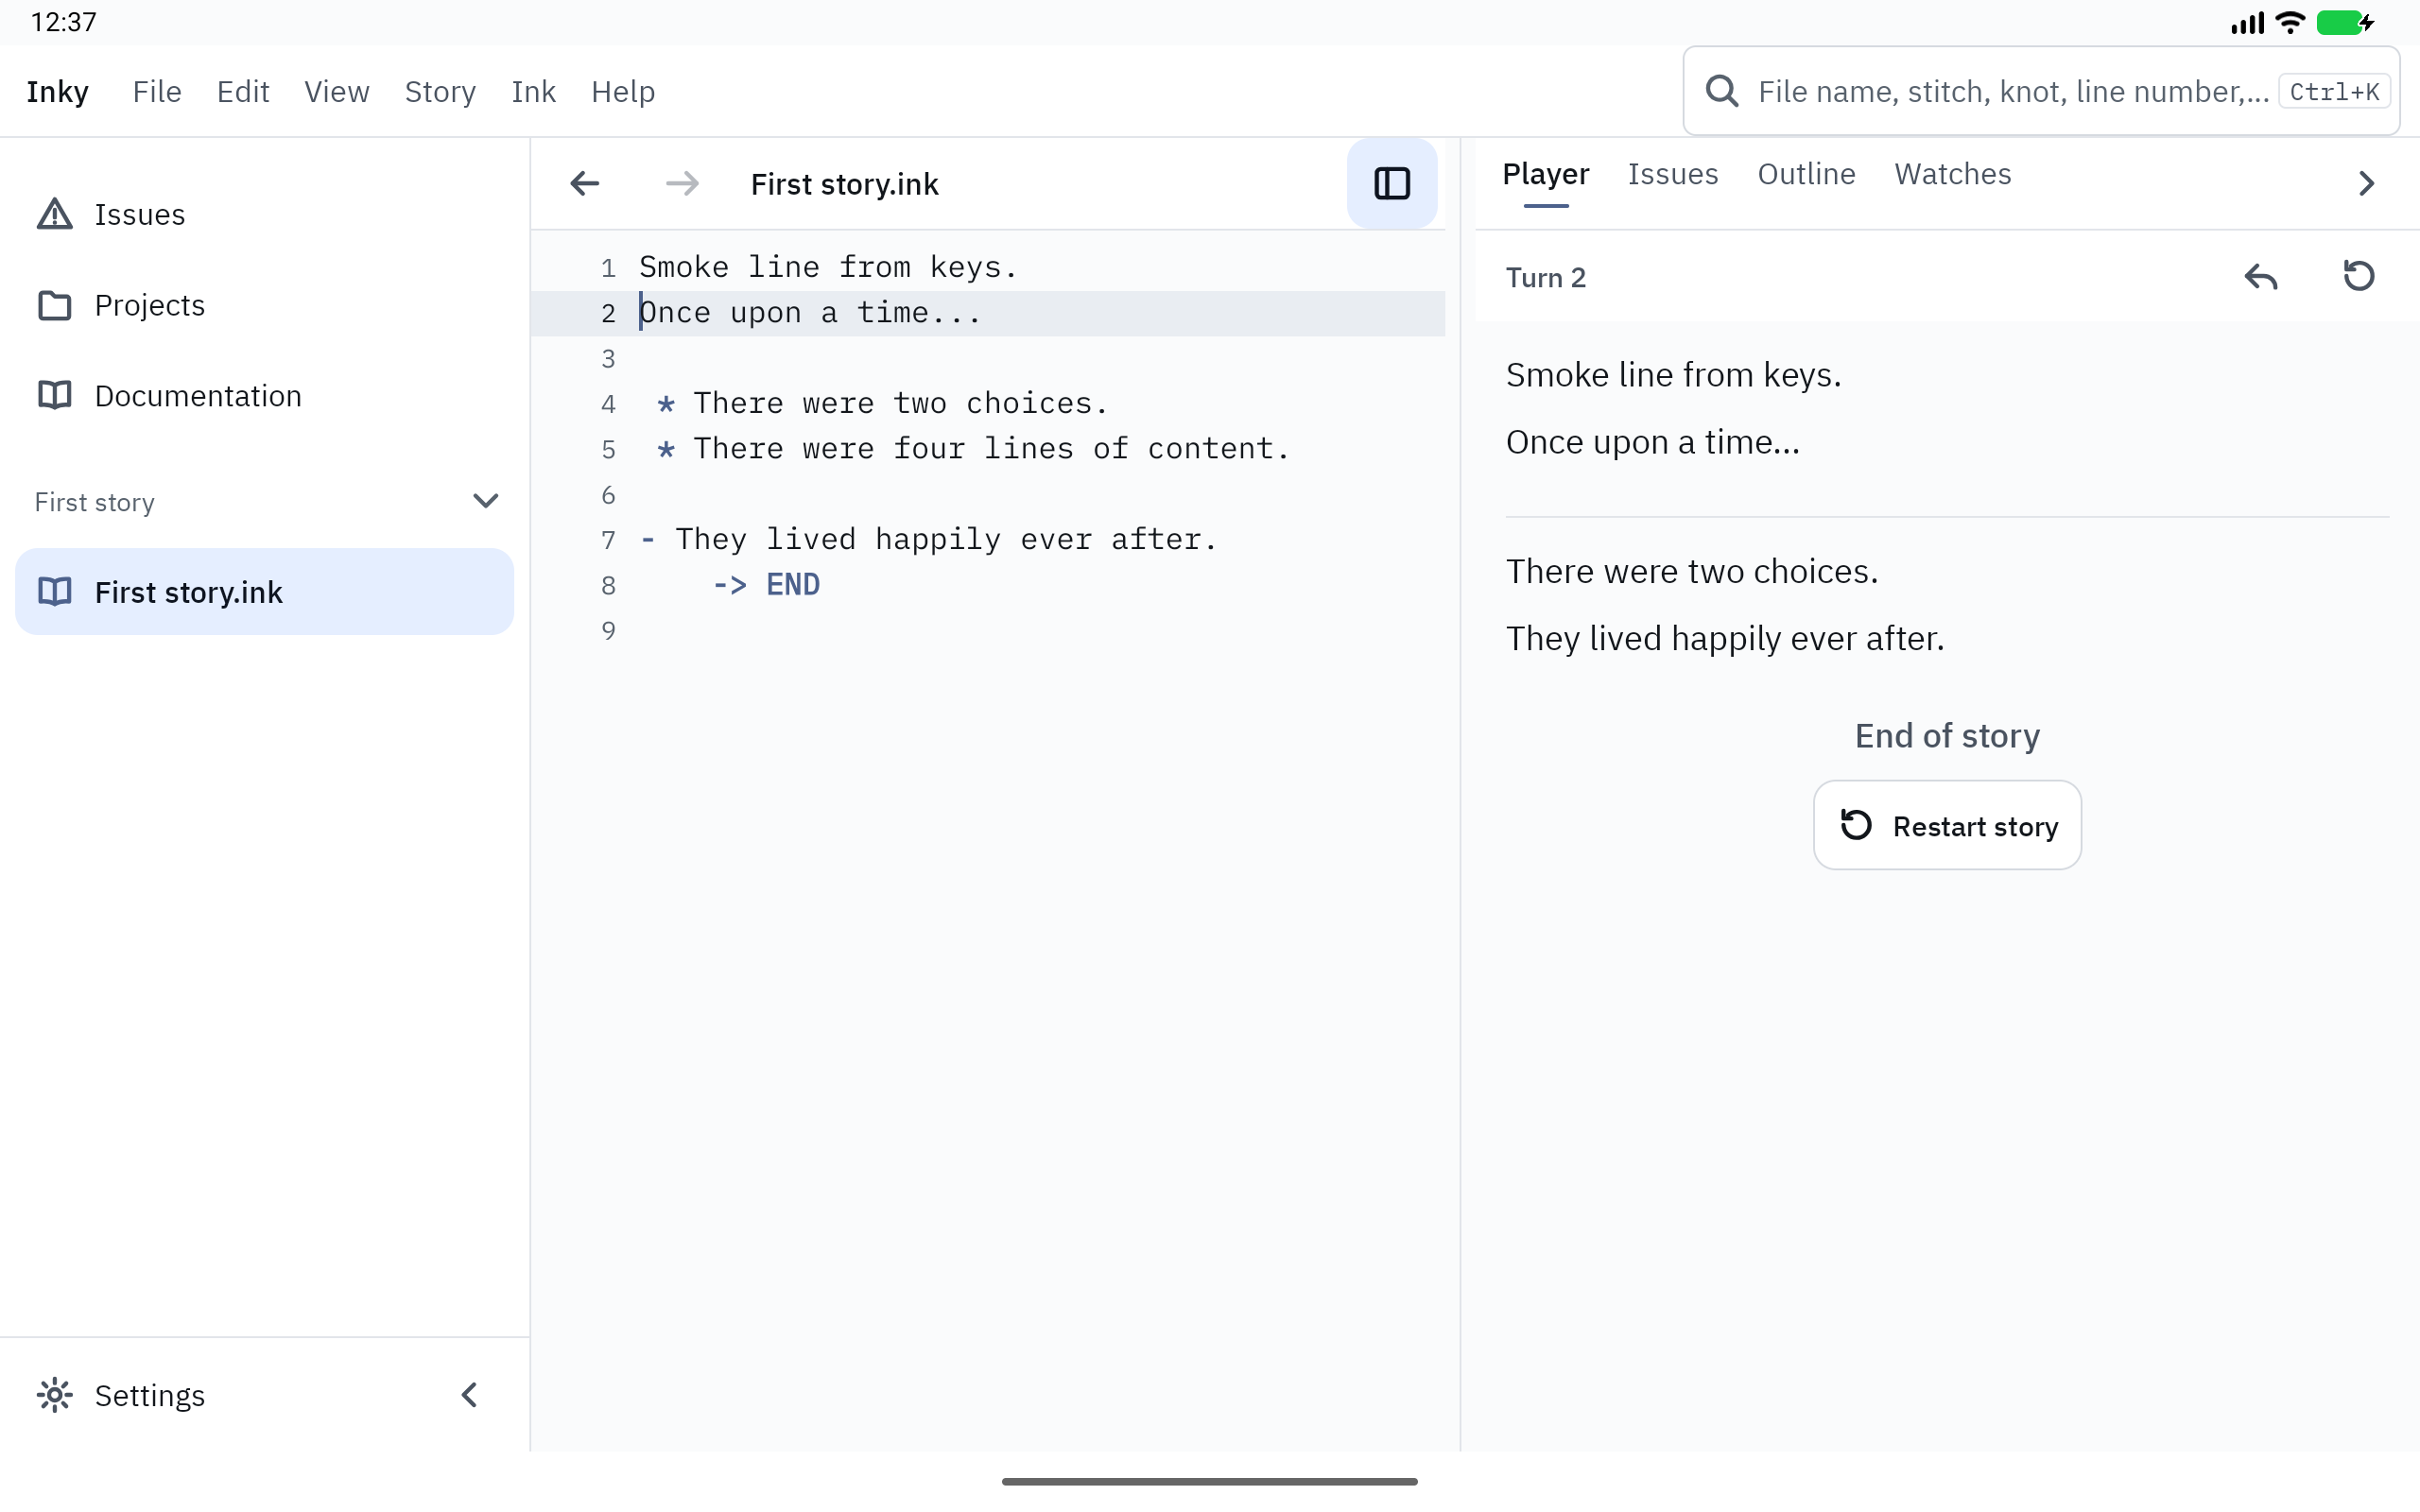 12:37
Inky File Edit View Story Ink Help
File name, stitch, knot, line number,... Ctrl+K
Issues
Projects
Documentation
First story
First story.ink
Settings
First story.ink
1 Smoke line from keys.
2 Once upon a time...
3
4 * There were two choices.
5 * There were four lines of content.
6
7 - They lived happily ever after.
8 -> END
9
Player Issues Outline Watches
Turn 2
Smoke line from keys.
Once upon a time...
There were two choices.
They lived happily ever after.
End of story
Restart story